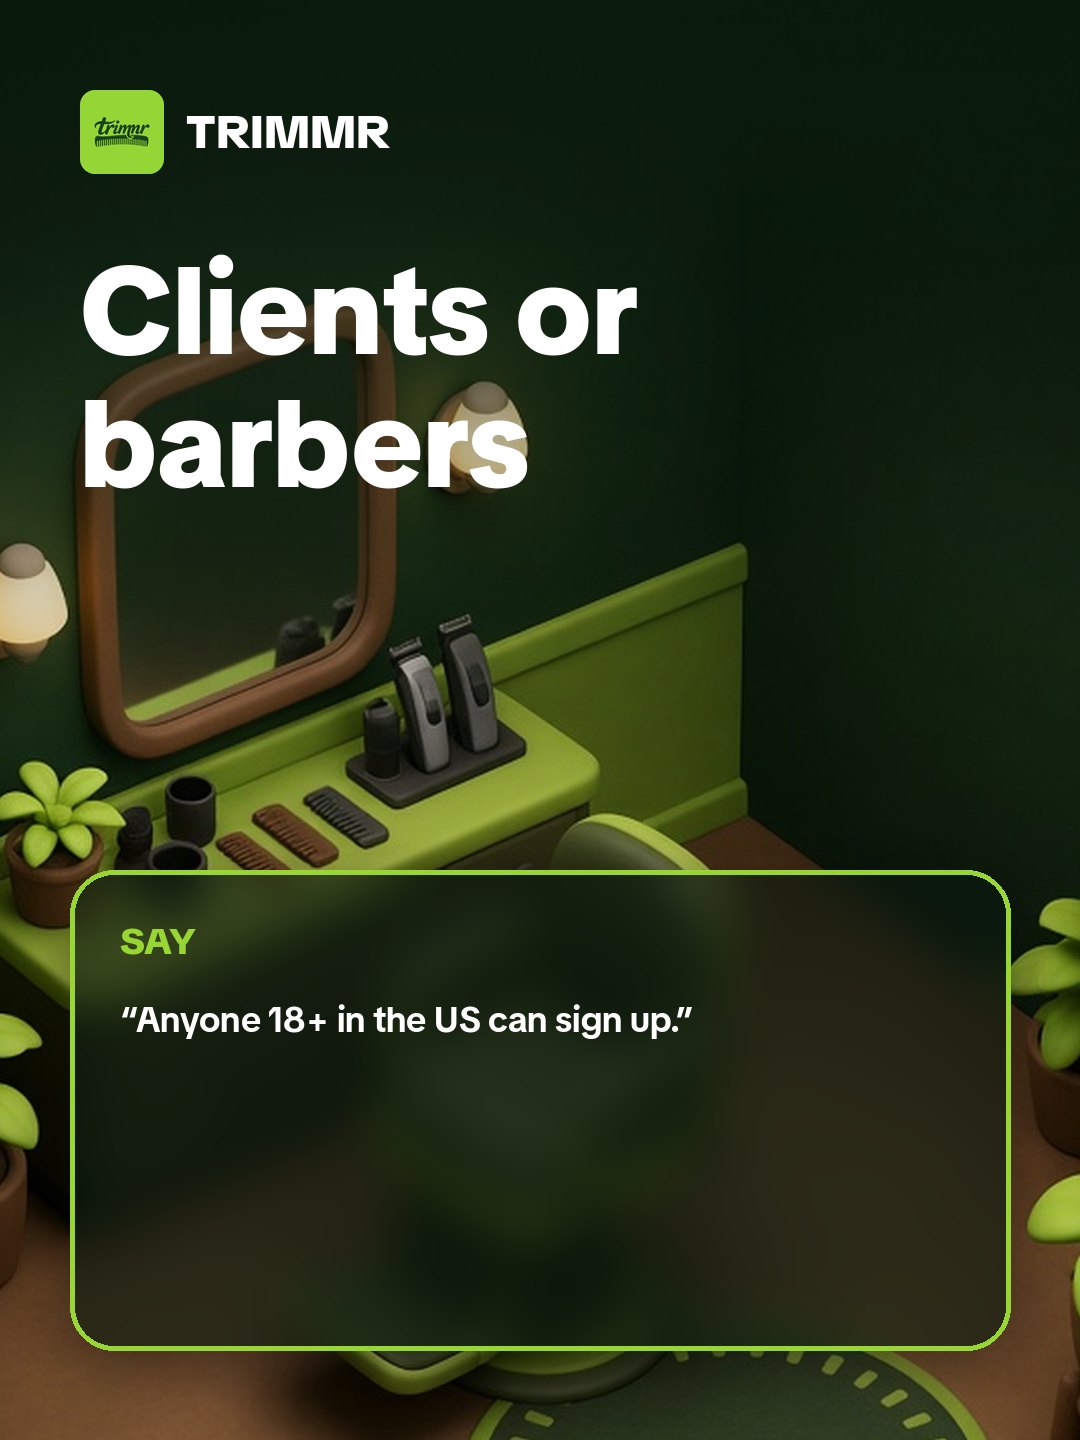 trimmr
TRIMMR
Clients or
barbers
SAY
“Anyone 18+ in the US can sign up.”